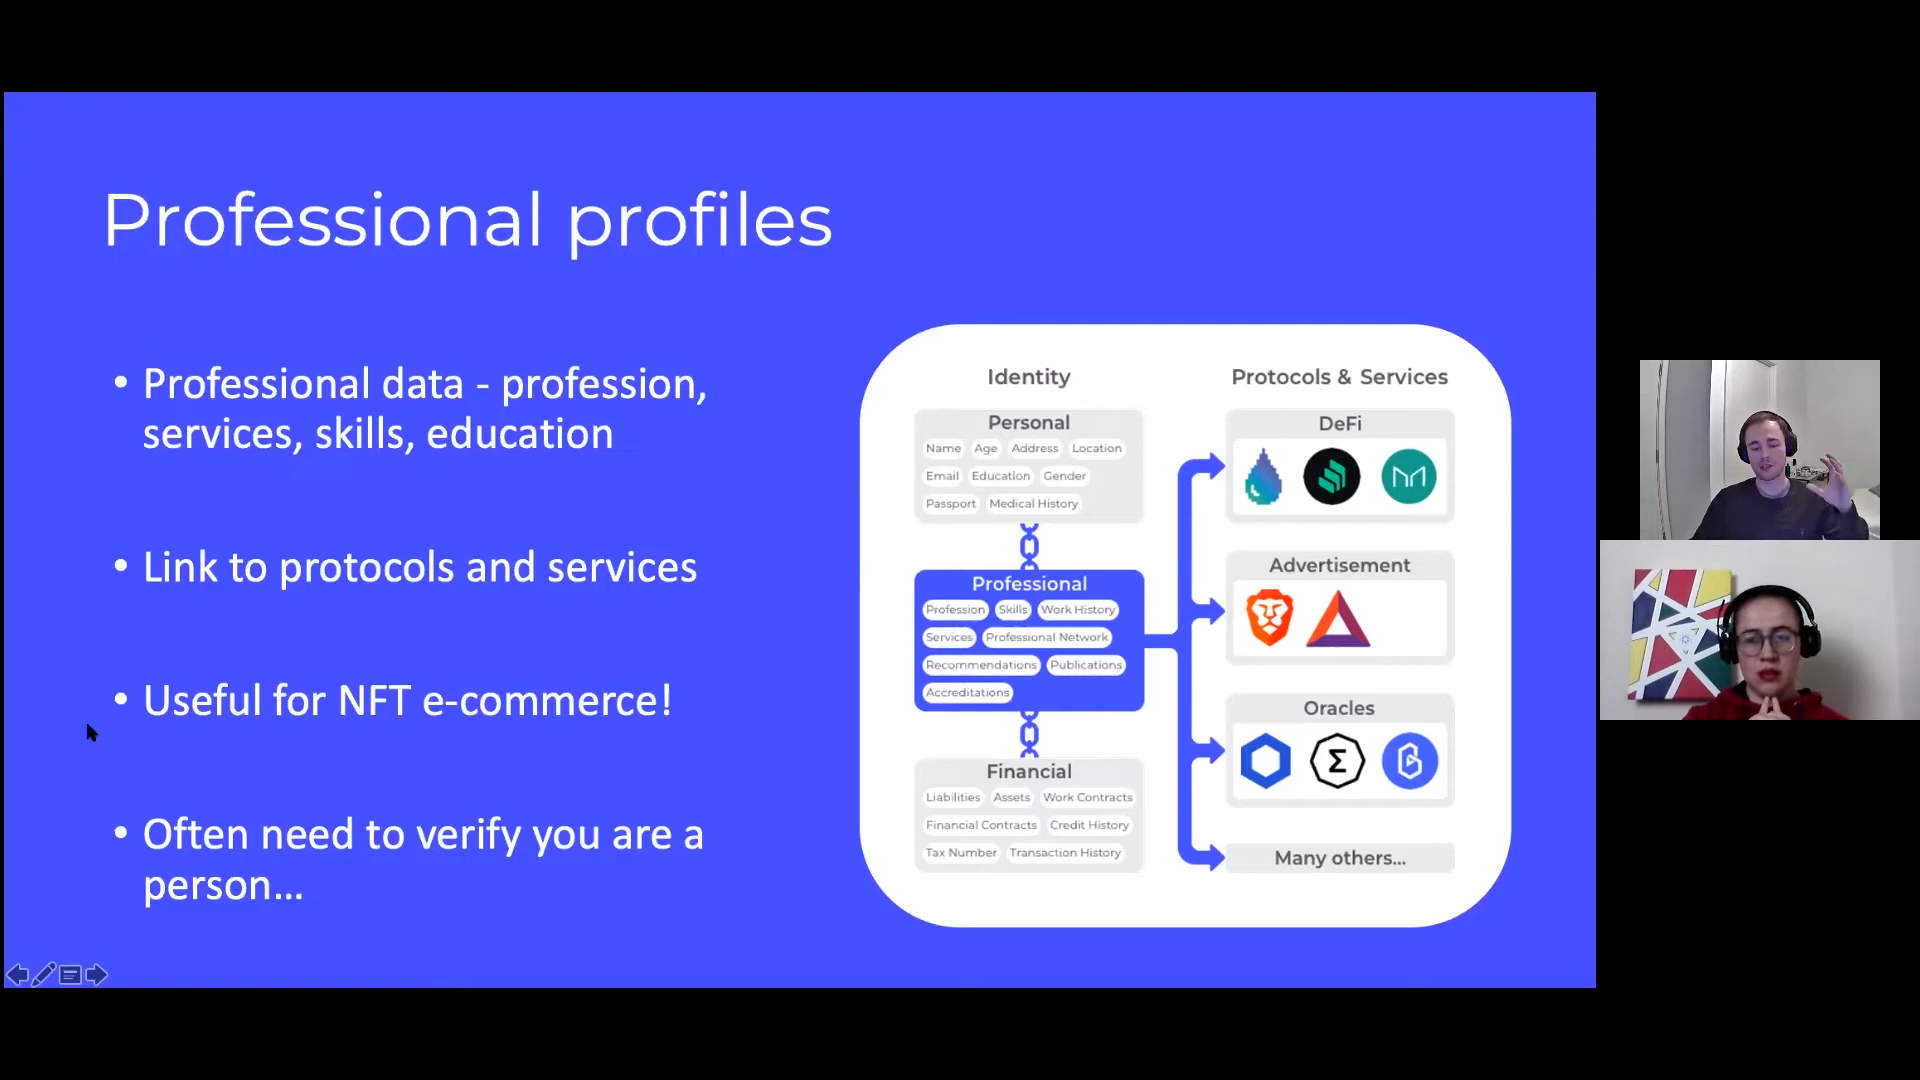 Professional profiles
• Professional data - profession,
services, skills, education
• Link to protocols and services
• Useful for NFT e-commerce!
• Often need to verify you are a
person...
Identity
Personal
Name Age Address Location
Email Education Gender
Passport Medical History
Professional
Profession Skills Work History
Services Professional Network
Recommendations Publications
Accreditations
Financial
Liabilities Assets Work Contracts
Financial Contracts Credit History
Tax Number Transaction History
Protocols & Services
DeFi
Advertisement
Oracles
Many others...